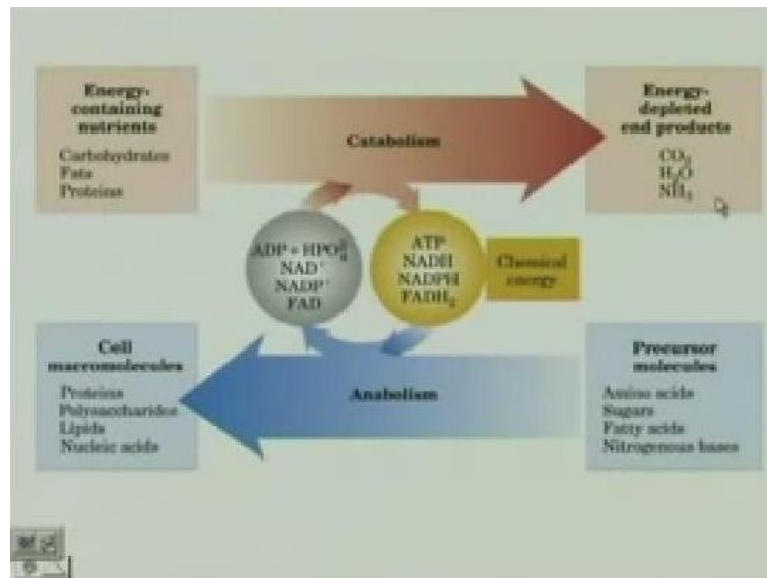 Energy-
containing
nutrients
Carbohydrates
Fats
Proteins
Catabolism
Energy-
depleted
end products
CO₂
H₂O
NH₃
ADP + HPO₄²⁻
NAD⁺
NADP⁺
FAD
ATP
NADH
NADPH
FADH₂
Chemical
energy
Cell
macromolecules
Proteins
Polysaccharides
Lipids
Nucleic acids
Anabolism
Precursor
molecules
Amino acids
Sugars
Fatty acids
Nitrogenous bases